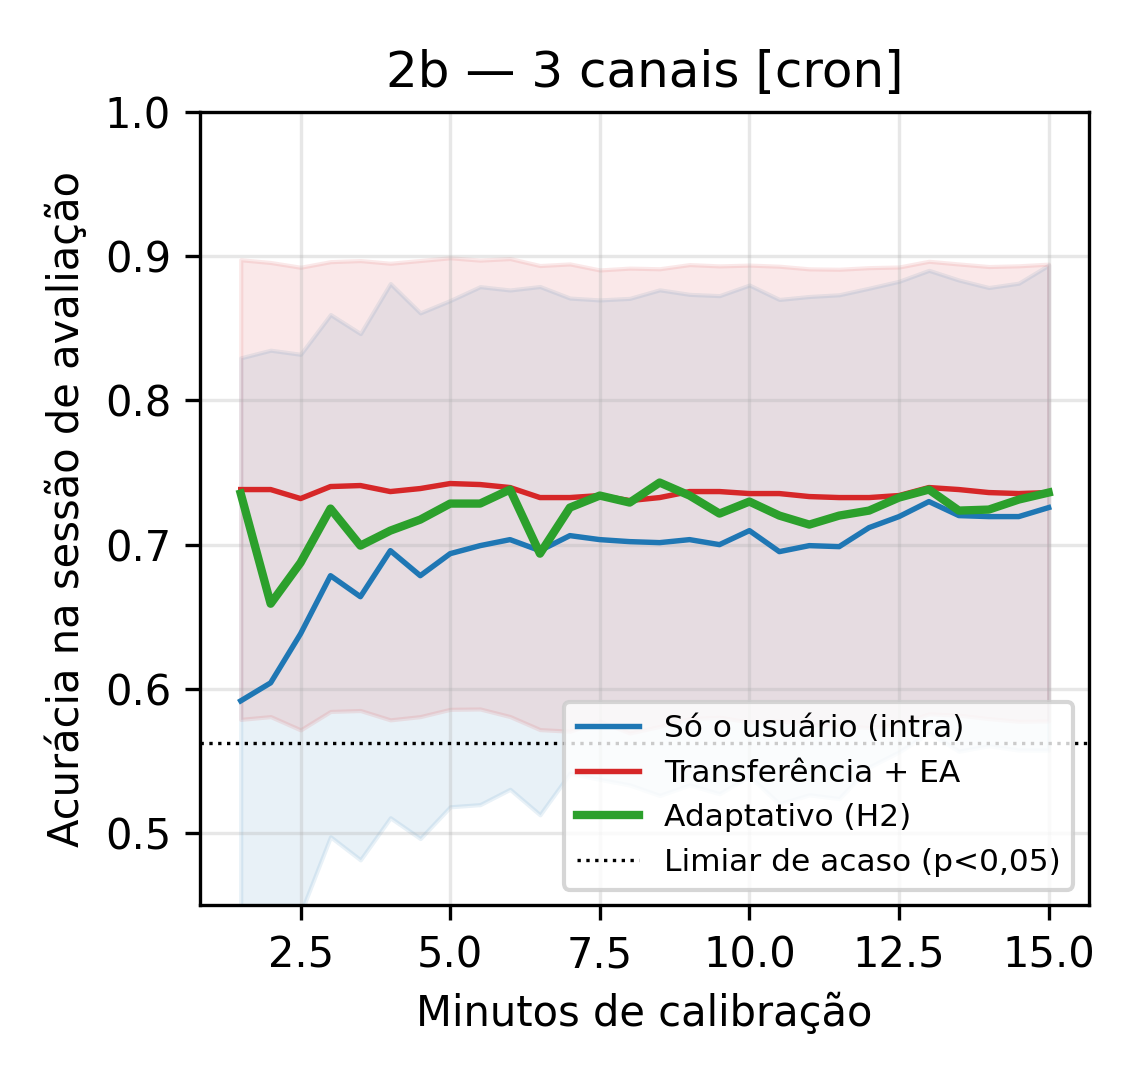 2b — 3 canais [cron]
1.0
0.9
0.8
0.7
0.6
0.5
Acurácia na sessão de avaliação
Só o usuário (intra)
Transferência + EA
Adaptativo (H2)
Limiar de acaso (p<0,05)
2.5 5.0 7.5 10.0 12.5 15.0
Minutos de calibração